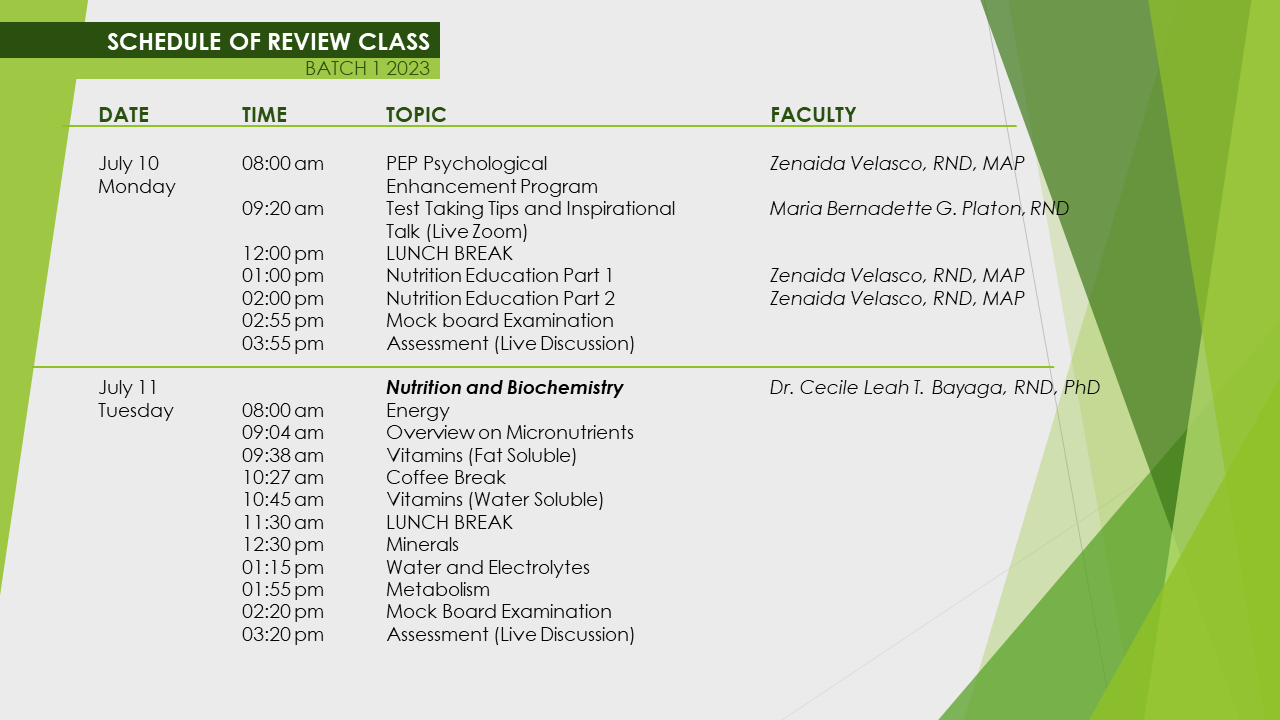 SCHEDULE OF REVIEW CLASS
BATCH 1 2023
DATE TIME TOPIC FACULTY
July 10 08:00 am PEP Psychological Zenaida Velasco, RND, MAP
Monday Enhancement Program
09:20 am Test Taking Tips and Inspirational Maria Bernadette G. Platon, RND
Talk (Live Zoom)
12:00 pm LUNCH BREAK
01:00 pm Nutrition Education Part 1 Zenaida Velasco, RND, MAP
02:00 pm Nutrition Education Part 2 Zenaida Velasco, RND, MAP
02:55 pm Mock board Examination
03:55 pm Assessment (Live Discussion)
July 11 Nutrition and Biochemistry Dr. Cecile Leah T. Bayaga, RND, PhD
Tuesday 08:00 am Energy
09:04 am Overview on Micronutrients
09:38 am Vitamins (Fat Soluble)
10:27 am Coffee Break
10:45 am Vitamins (Water Soluble)
11:30 am LUNCH BREAK
12:30 pm Minerals
01:15 pm Water and Electrolytes
01:55 pm Metabolism
02:20 pm Mock Board Examination
03:20 pm Assessment (Live Discussion)